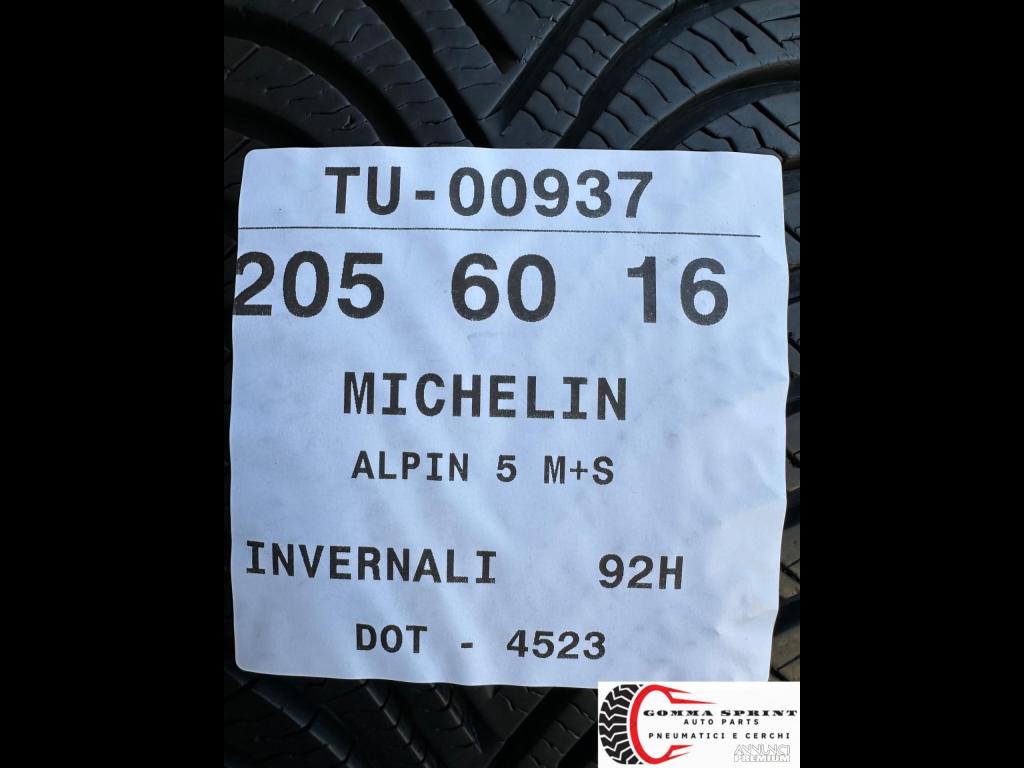 TU-00937
205 60 16
MICHELIN
ALPIN 5 M+S
INVERNALI 92H
DOT - 4523
GOMMA SPRINT
AUTO PARTS
PNEUMATICI E CERCHI
ANNUNCI
PREMIUM